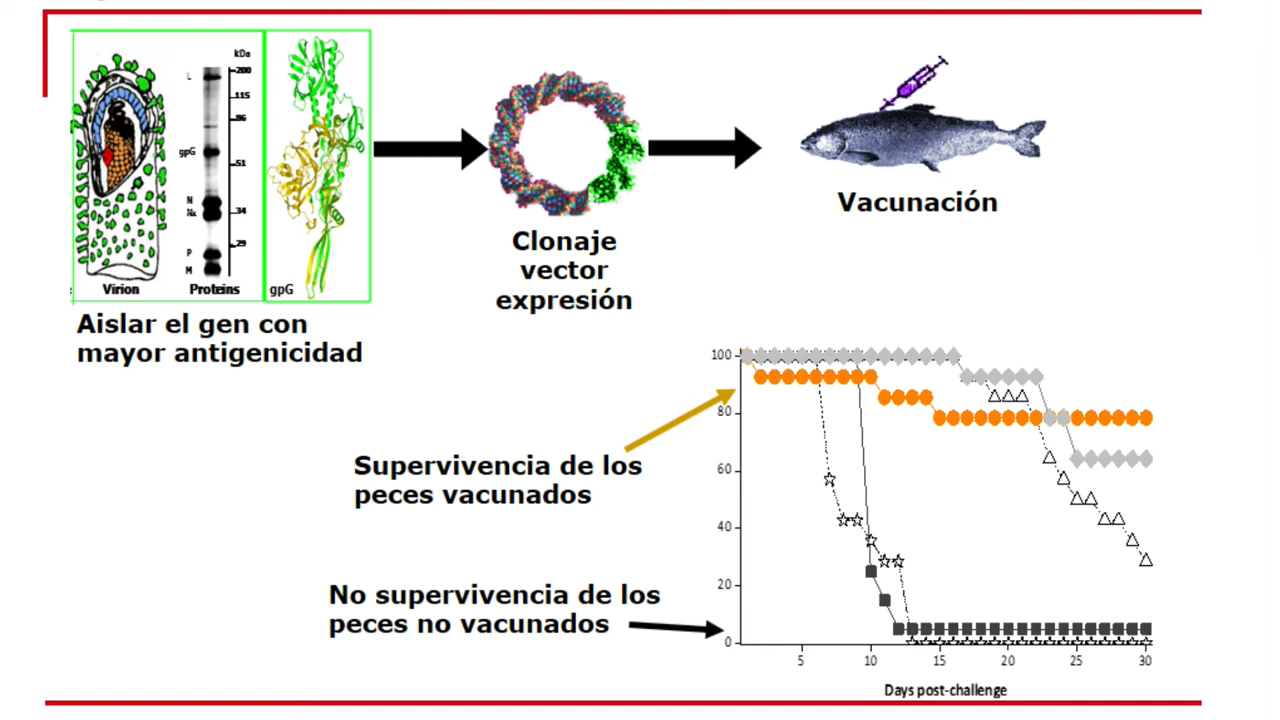 kDa
L
200
115
96
gpG
51
N
Nx
34
29
P
M
Virion
Proteins
gpG
Aislar el gen con
mayor antigenicidad
Clonaje
vector
expresión
Vacunación
Supervivencia de los
peces vacunados
No supervivencia de los
peces no vacunados
100
80
60
40
20
0
5 10 15 20 25 30
Days post-challenge